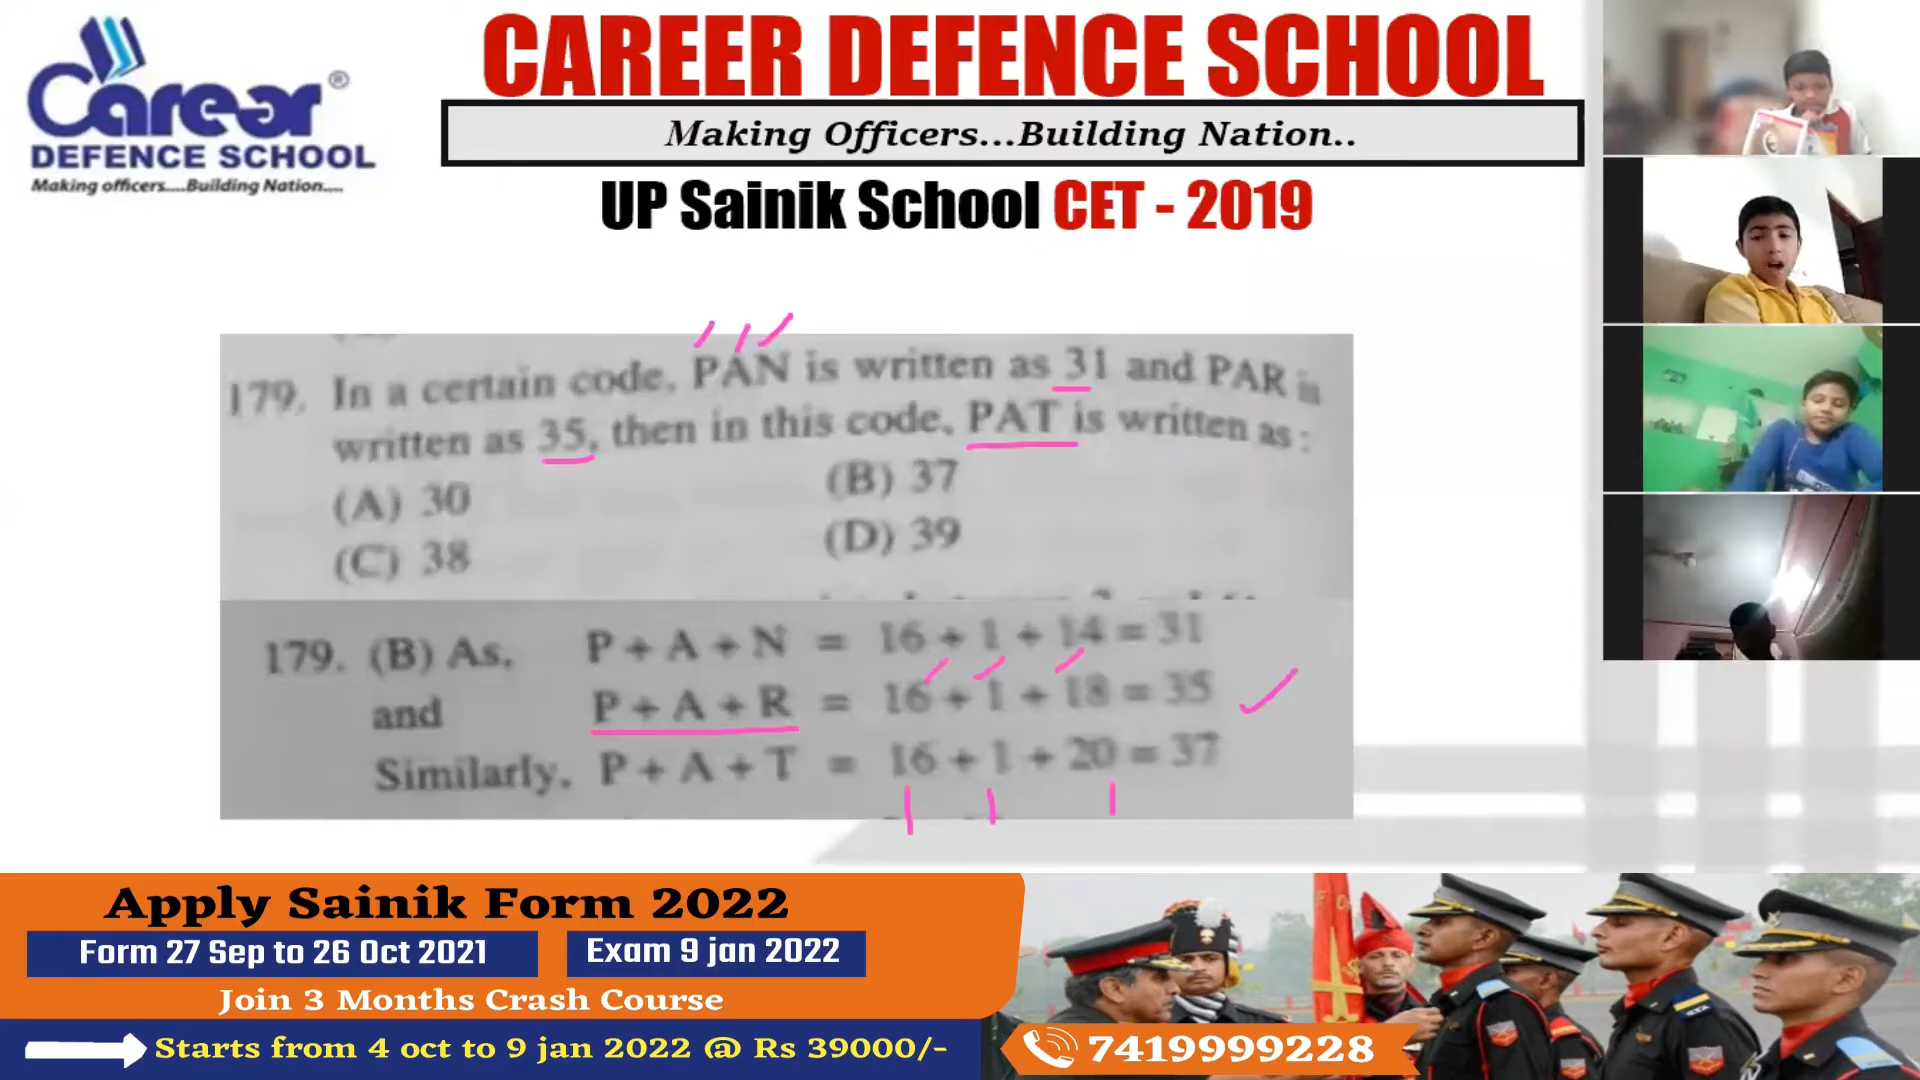 Career ®
DEFENCE SCHOOL
Making officers.....Building Nation....
CAREER DEFENCE SCHOOL
Making Officers...Building Nation..
UP Sainik School CET - 2019
179. In a certain code, PAN is written as 31 and PAR is
written as 35, then in this code, PAT is written as :
(A) 30 (B) 37
(C) 38 (D) 39
179. (B) As, P + A + N = 16 + 1 + 14 = 31
and P + A + R = 16 + 1 + 18 = 35
Similarly, P + A + T = 16 + 1 + 20 = 37
Apply Sainik Form 2022
Form 27 Sep to 26 Oct 2021 Exam 9 jan 2022
Join 3 Months Crash Course
Starts from 4 oct to 9 jan 2022 @ Rs 39000/-
7419999228